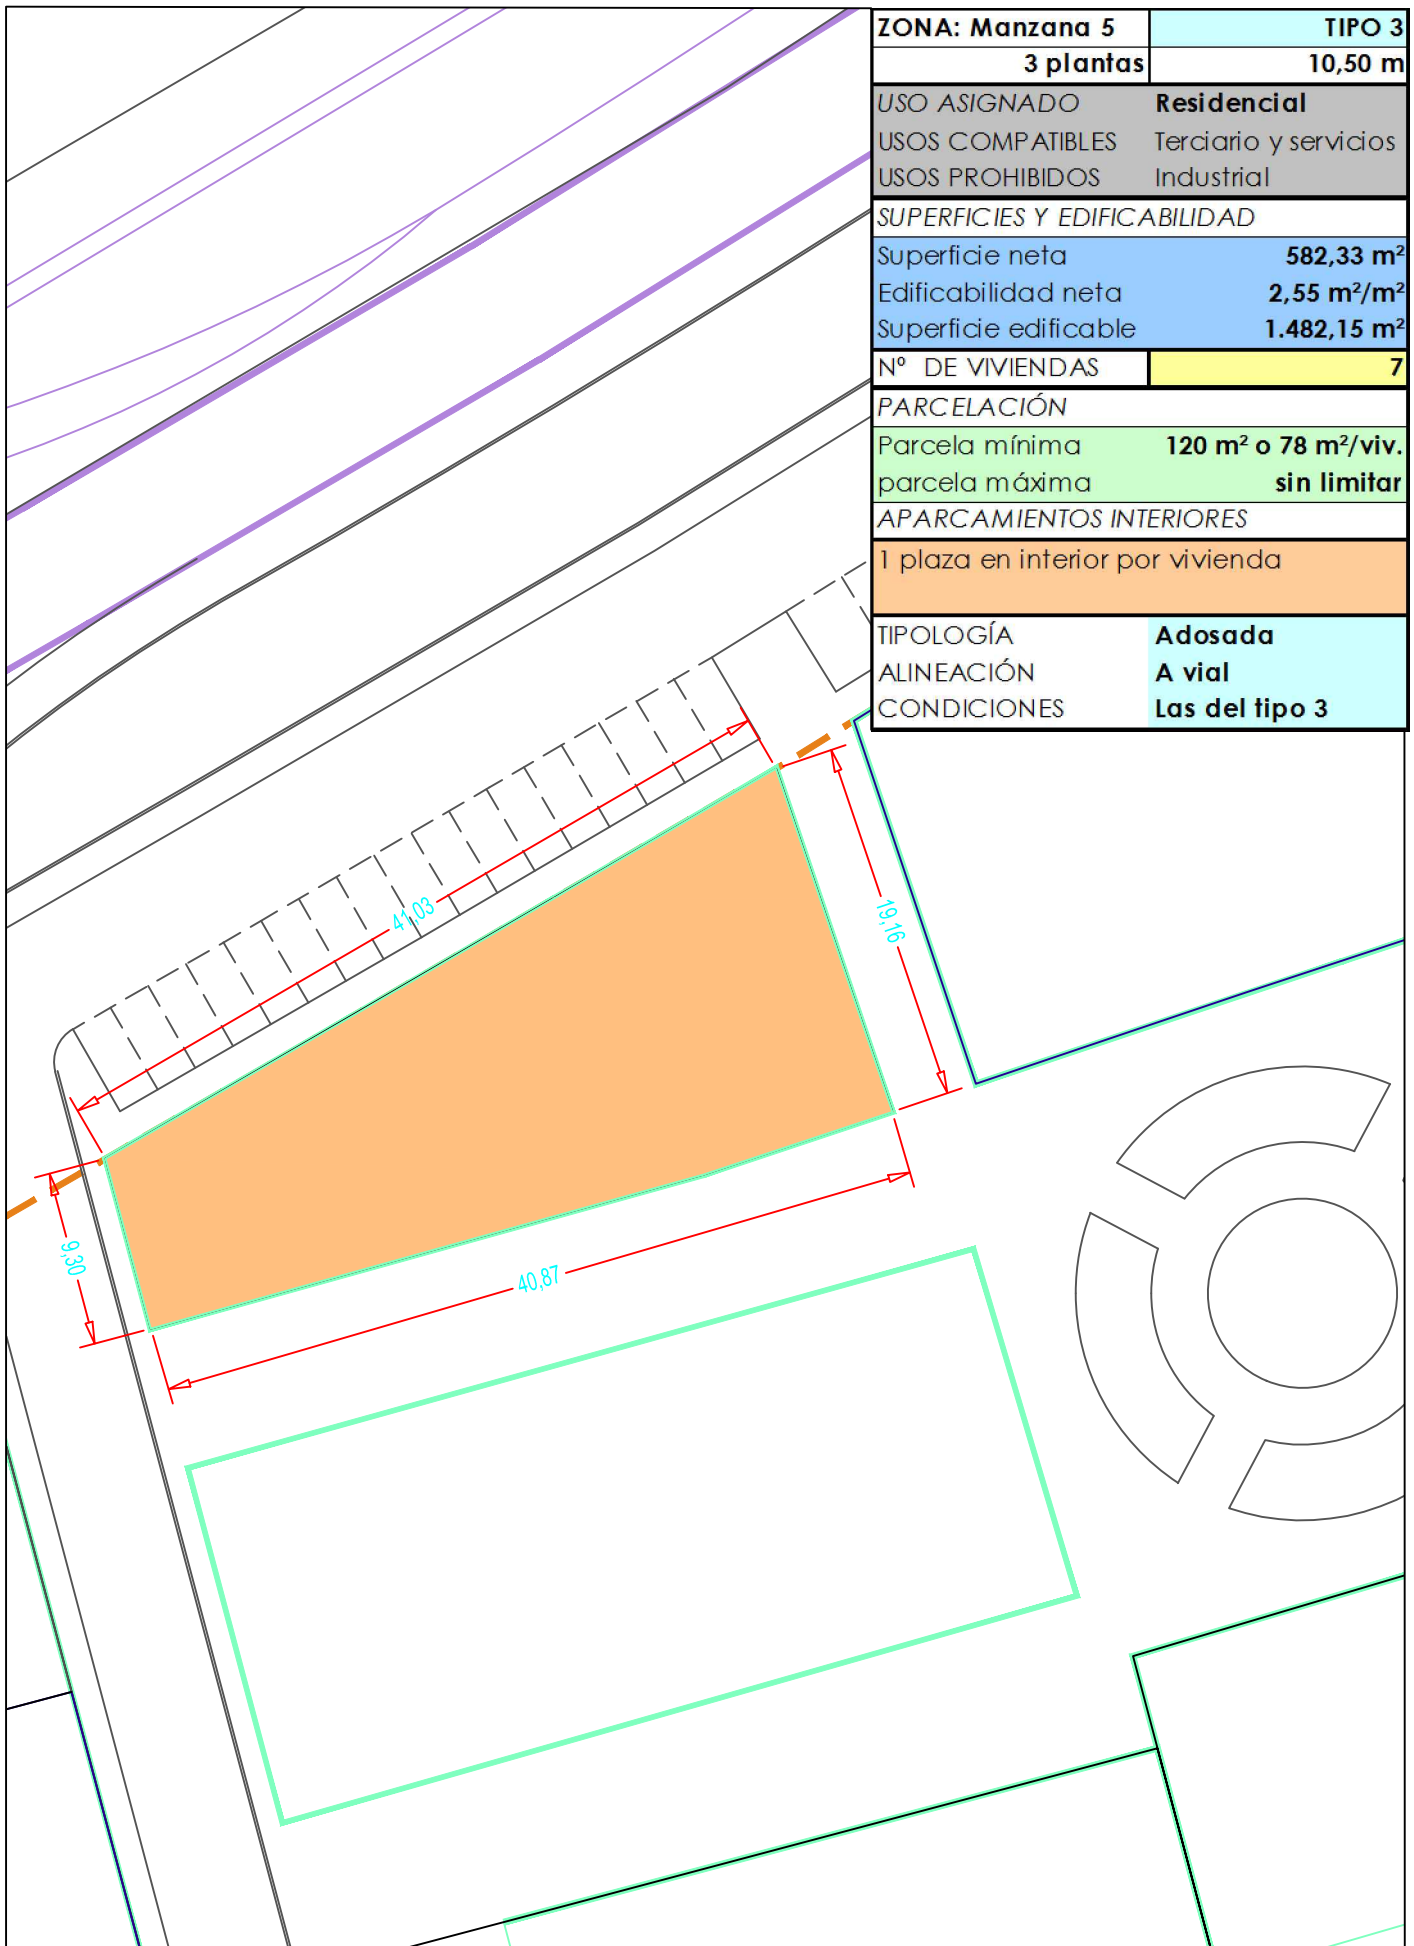 ZONA: Manzana 5 TIPO 3
3 plantas 10,50 m
USO ASIGNADO Residencial
USOS COMPATIBLES Terciario y servicios
USOS PROHIBIDOS Industrial
SUPERFICIES Y EDIFICABILIDAD
Superficie neta 582,33 m²
Edificabilidad neta 2,55 m²/m²
Superficie edificable 1.482,15 m²
Nº DE VIVIENDAS 7
PARCELACIÓN
Parcela mínima 120 m² o 78 m²/viv.
parcela máxima sin limitar
APARCAMIENTOS INTERIORES
1 plaza en interior por vivienda
TIPOLOGÍA Adosada
ALINEACIÓN A vial
CONDICIONES Las del tipo 3
41,03
19,16
9,30
40,87